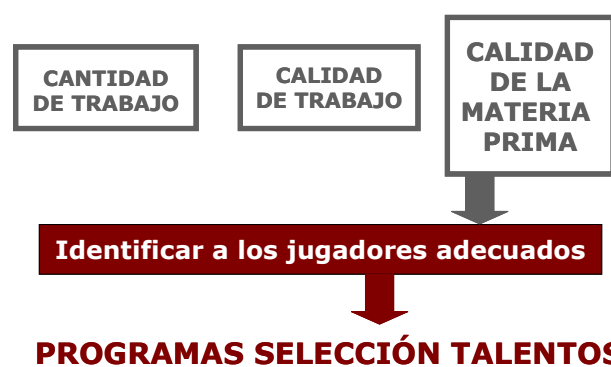 CANTIDAD
DE TRABAJO
CALIDAD
DE TRABAJO
CALIDAD
DE LA
MATERIA
PRIMA
Identificar a los jugadores adecuados
PROGRAMAS SELECCIÓN TALENTOS